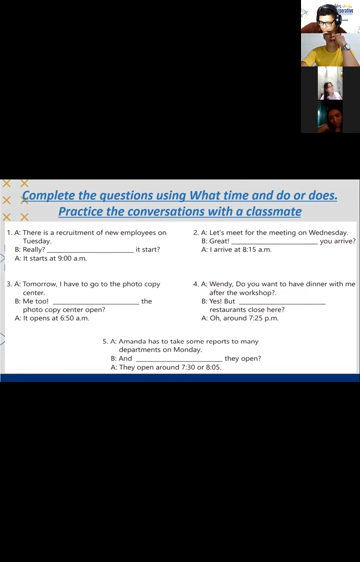 Complete the questions using What time and do or does.
Practice the conversations with a classmate
1. A: There is a recruitment of new employees on
Tuesday.
B: Really? ______________________ it start?
A: It starts at 9:00 a.m.
2. A: Let's meet for the meeting on Wednesday.
B: Great! ______________________ you arrive?
A: I arrive at 8:15 a.m.
3. A: Tomorrow, I have to go to the photo copy
center.
B: Me too! ______________________ the
photo copy center open?
A: It opens at 6:50 a.m.
4. A: Wendy, Do you want to have dinner with me
after the workshop?.
B: Yes! But ______________________
restaurants close here?
A: Oh, around 7:25 p.m.
5. A: Amanda has to take some reports to many
departments on Monday.
B: And ______________________ they open?
A: They open around 7:30 or 8:05.